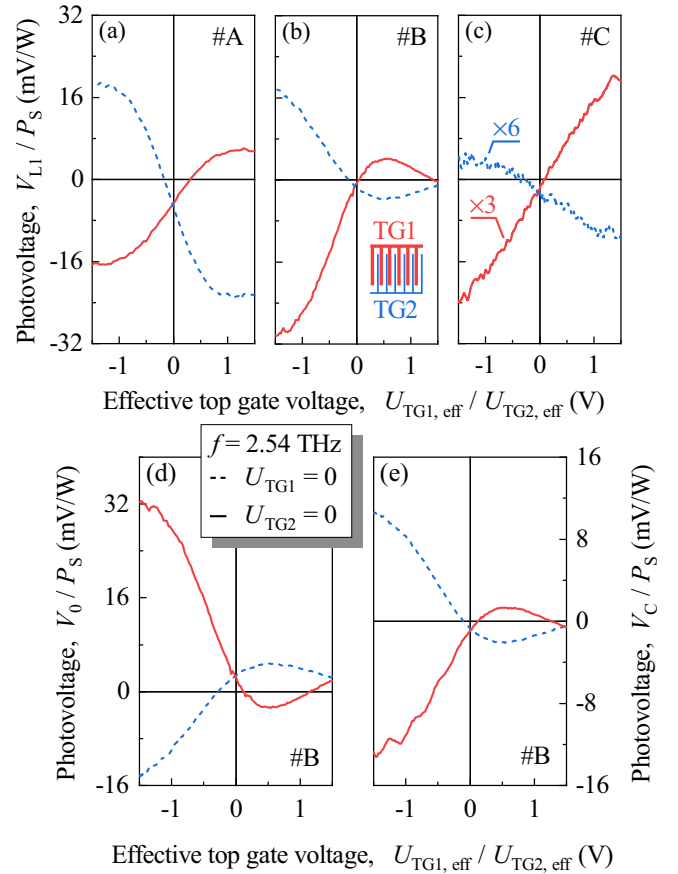 (a) #A (b) #B (c) #C
Photovoltage, V_L1 / P_S (mV/W)
16
0
-16
-32
×6
×3
TG1
TG2
-1 0 1 -1 0 1 -1 0 1
Effective top gate voltage, U_TG1, eff / U_TG2, eff (V)
f = 2.54 THz
U_TG1 = 0
U_TG2 = 0
(d) #B
Photovoltage, V_0 / P_S (mV/W)
32
16
0
-16
-1 0 1
(e) #B
Photovoltage, V_C / P_S (mV/W)
16
8
0
-8
-16
-1 0 1
Effective top gate voltage, U_TG1, eff / U_TG2, eff (V)